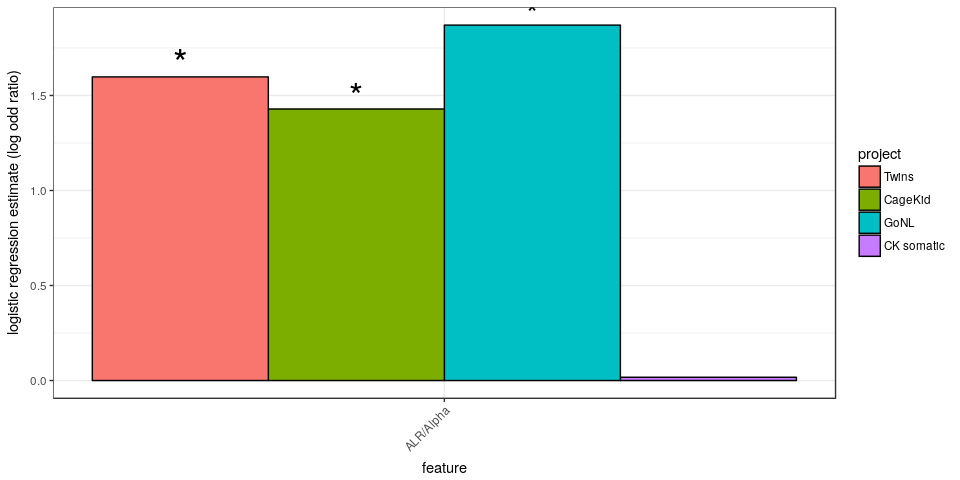 *
*
*
logistic regression estimate (log odd ratio)
1.5
1.0
0.5
0.0
ALR/Alpha
feature
project
Twins
CageKid
GoNL
CK somatic